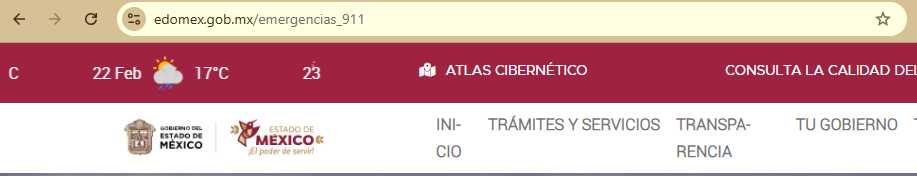 edomex.gob.mx/emergencias_911
C 22 Feb 17°C 23 ATLAS CIBERNÉTICO CONSULTA LA CALIDAD DEL
GOBIERNO DEL
ESTADO DE
MÉXICO
ESTADO DE
MÉXICO
¡El poder de servir!
INI-
CIO
TRÁMITES Y SERVICIOS
TRANSPA-
RENCIA
TU GOBIERNO